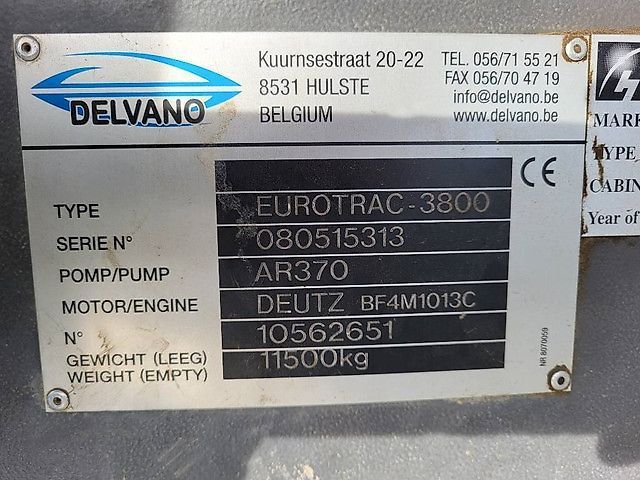 DELVANO
Kuurnsestraat 20-22
8531 HULSTE
BELGIUM
TEL. 056/71 55 21
FAX 056/70 47 19
info@delvano.be
www.delvano.be
CE
TYPE EUROTRAC-3800
SERIE N° 080515313
POMP/PUMP AR370
MOTOR/ENGINE DEUTZ BF4M1013C
N° 10562651
GEWICHT (LEEG) 11500kg
WEIGHT (EMPTY)
NR 8070059
MARK
TYPE
CABIN
Year of